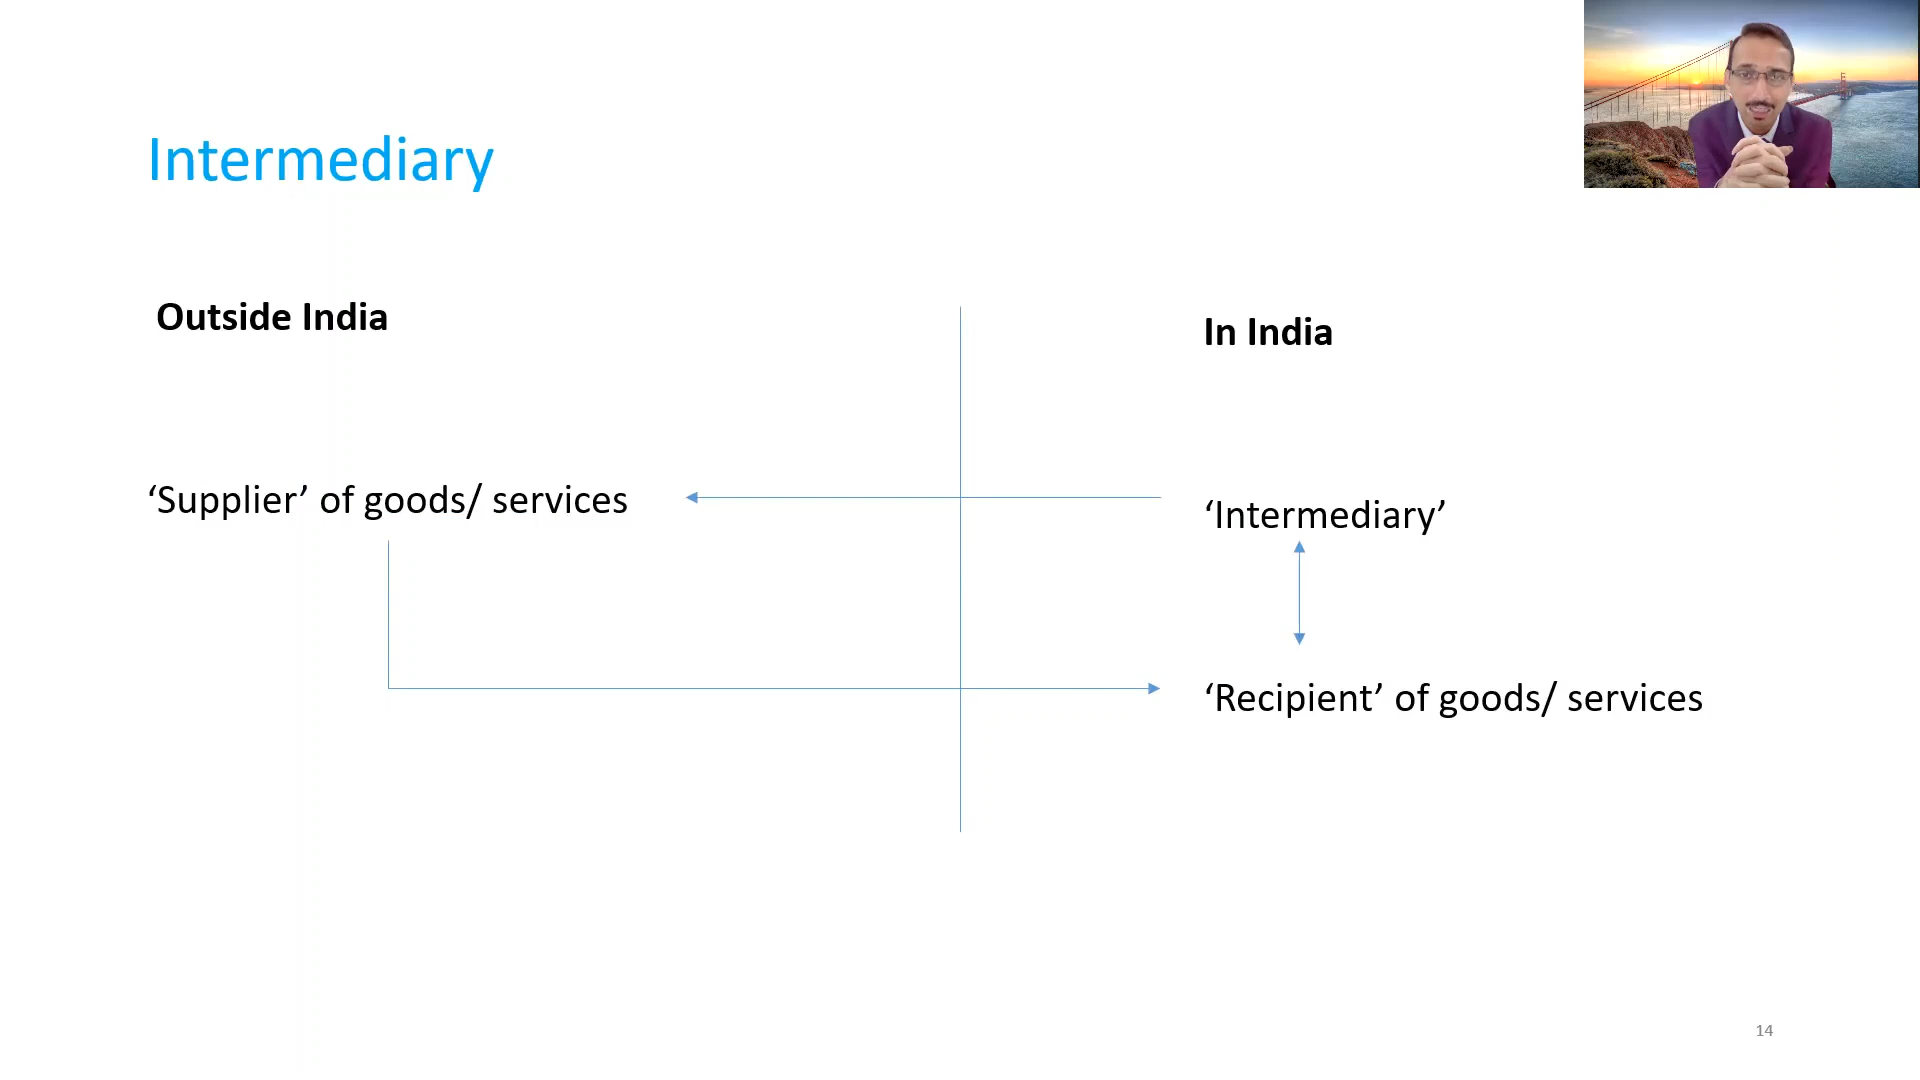 Intermediary
Outside India
In India
‘Supplier’ of goods/ services
‘Intermediary’
‘Recipient’ of goods/ services
14